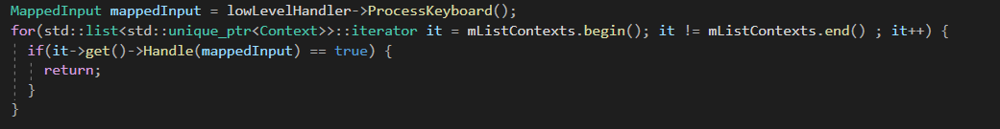 MappedInput mappedInput = lowLevelHandler->ProcessKeyboard();
for(std::list<std::unique_ptr<Context>>::iterator it = mListContexts.begin(); it != mListContexts.end() ; it++) {
  if(it->get()->Handle(mappedInput) == true) {
    return;
  }
}